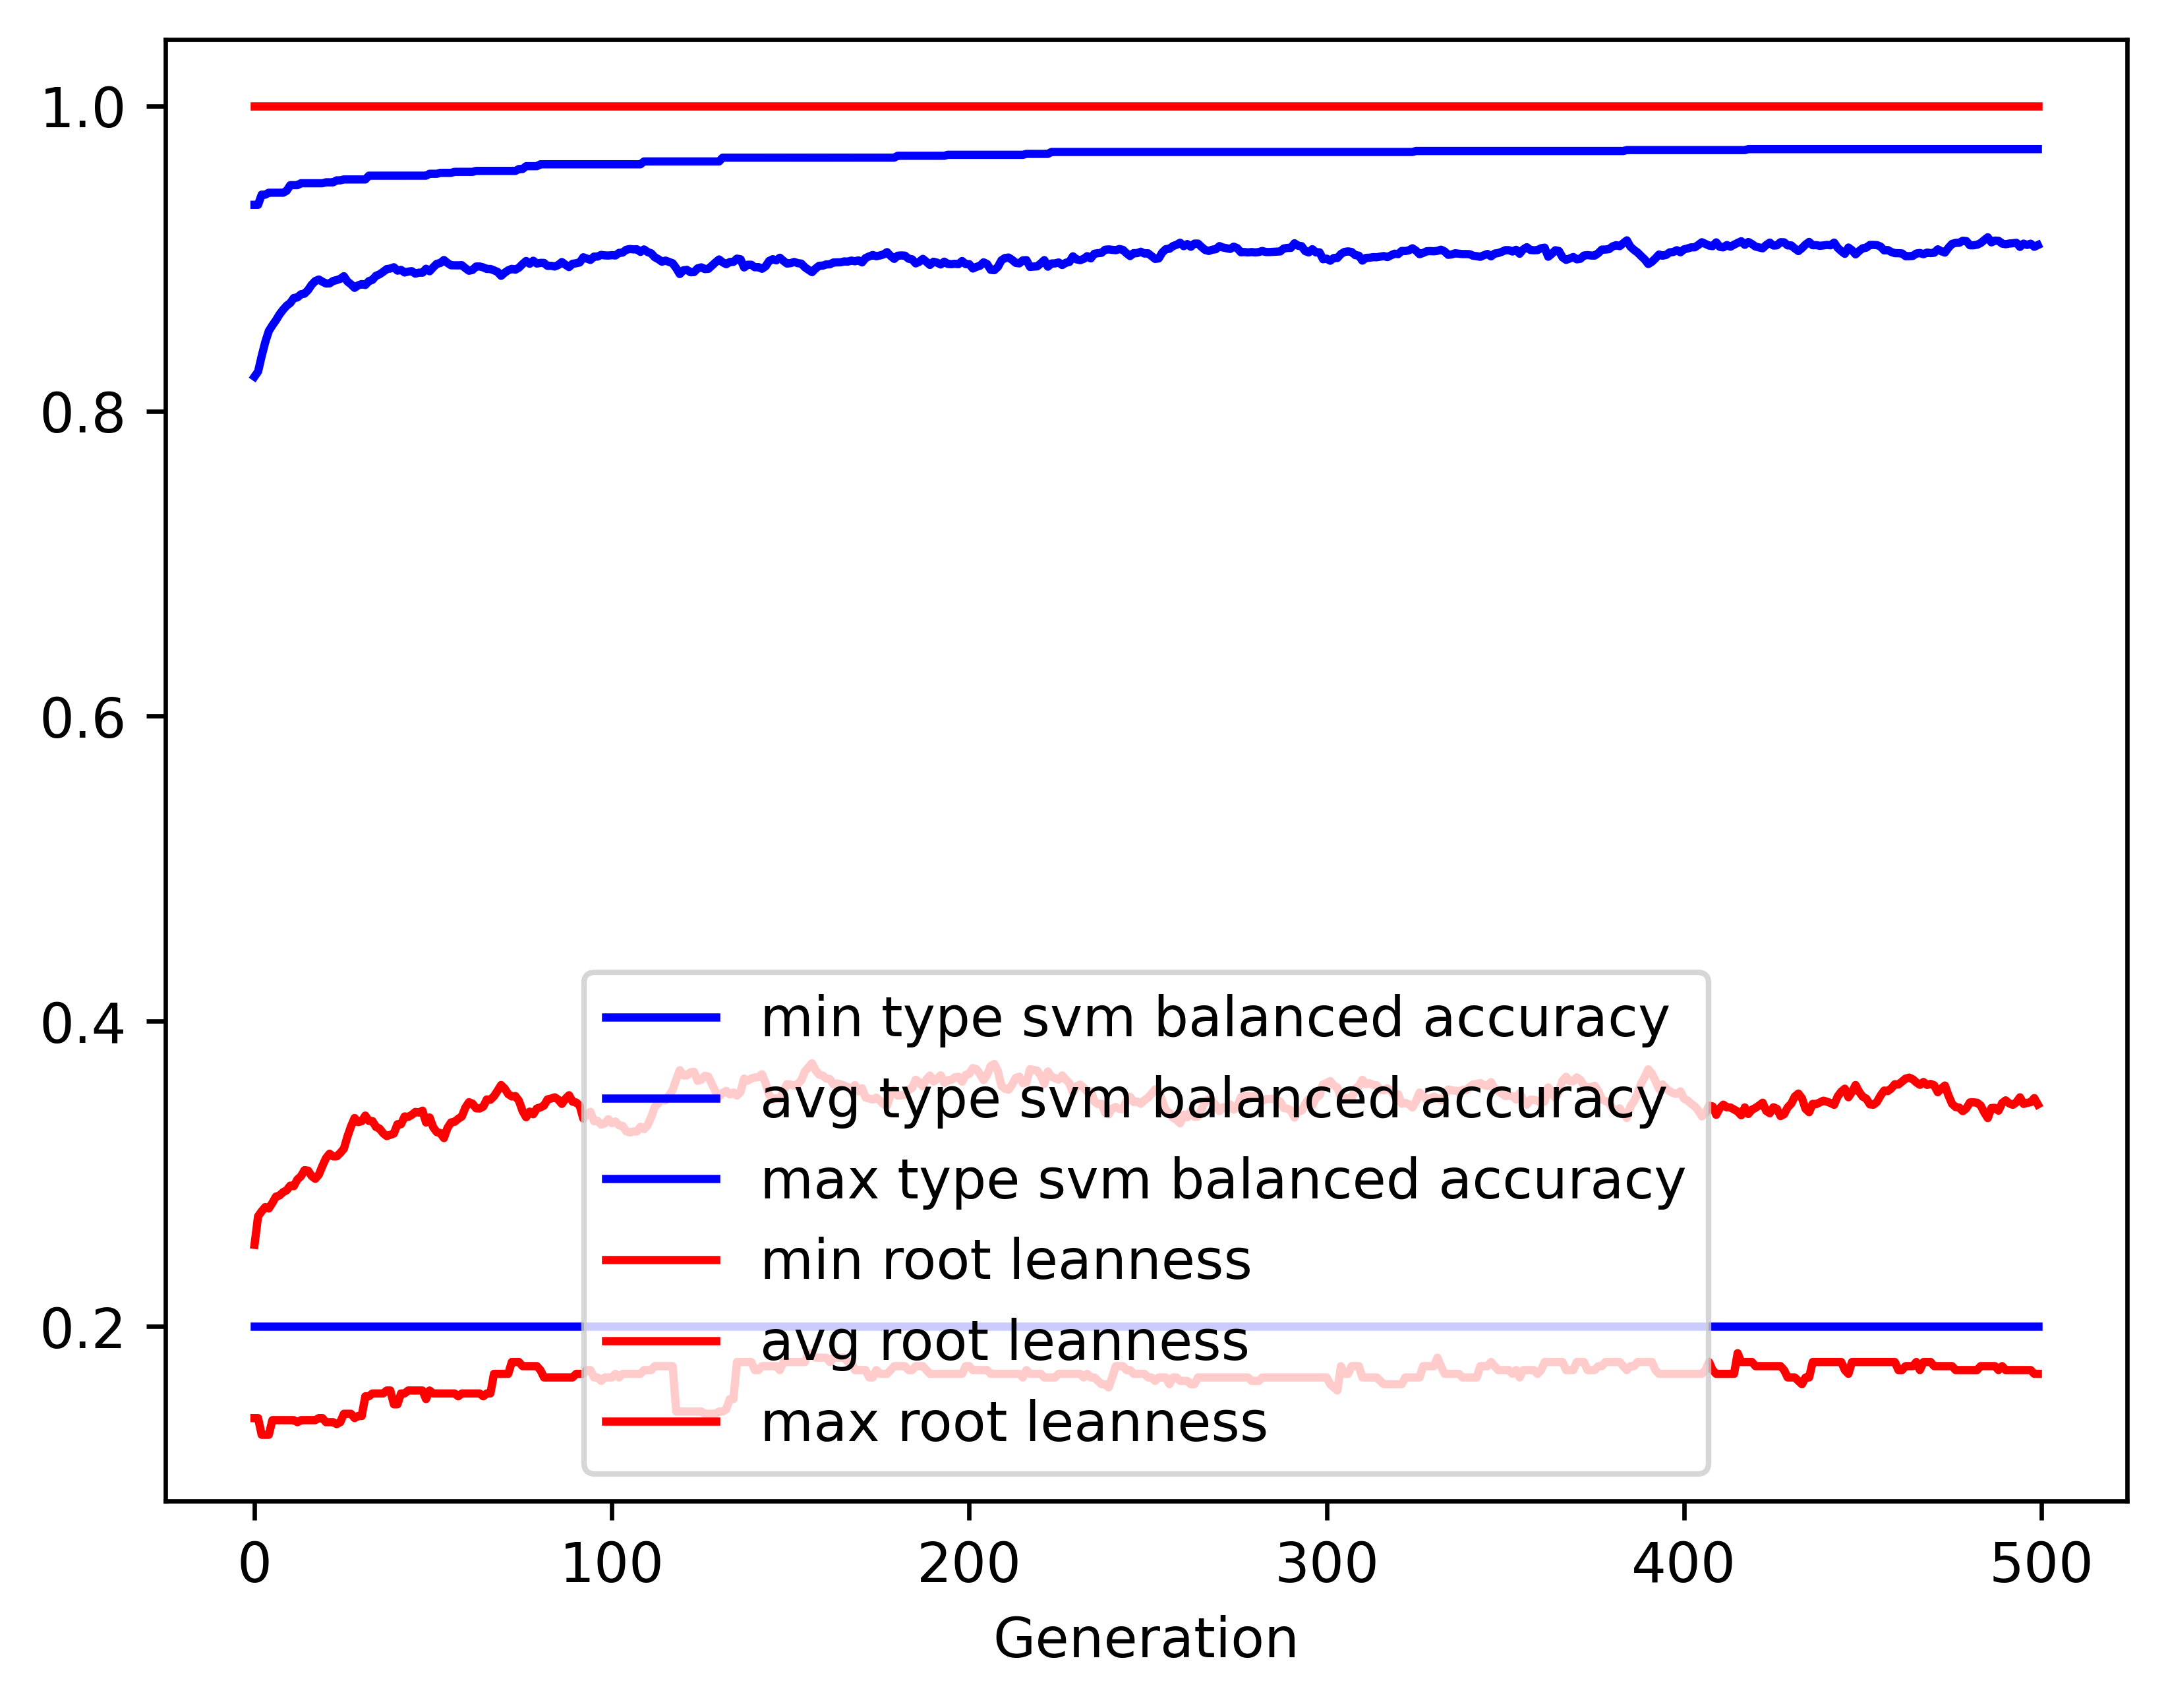 1.0
0.8
0.6
0.4
0.2
min type svm balanced accuracy
avg type svm balanced accuracy
max type svm balanced accuracy
min root leanness
avg root leanness
max root leanness
0 100 200 300 400 500
Generation